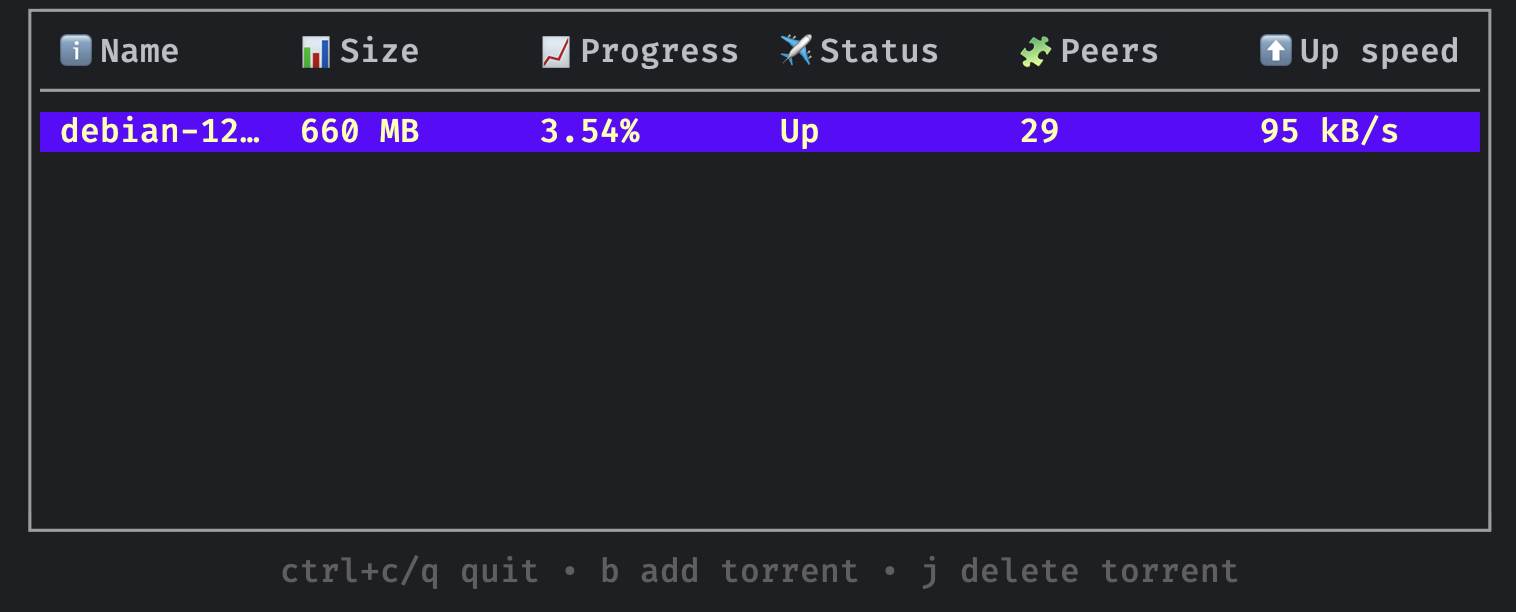 ℹ️ Name 📊 Size 📈 Progress ✈️ Status 🧩 Peers ⬆️ Up speed
debian-12… 660 MB 3.54% Up 29 95 kB/s
ctrl+c/q quit • b add torrent • j delete torrent